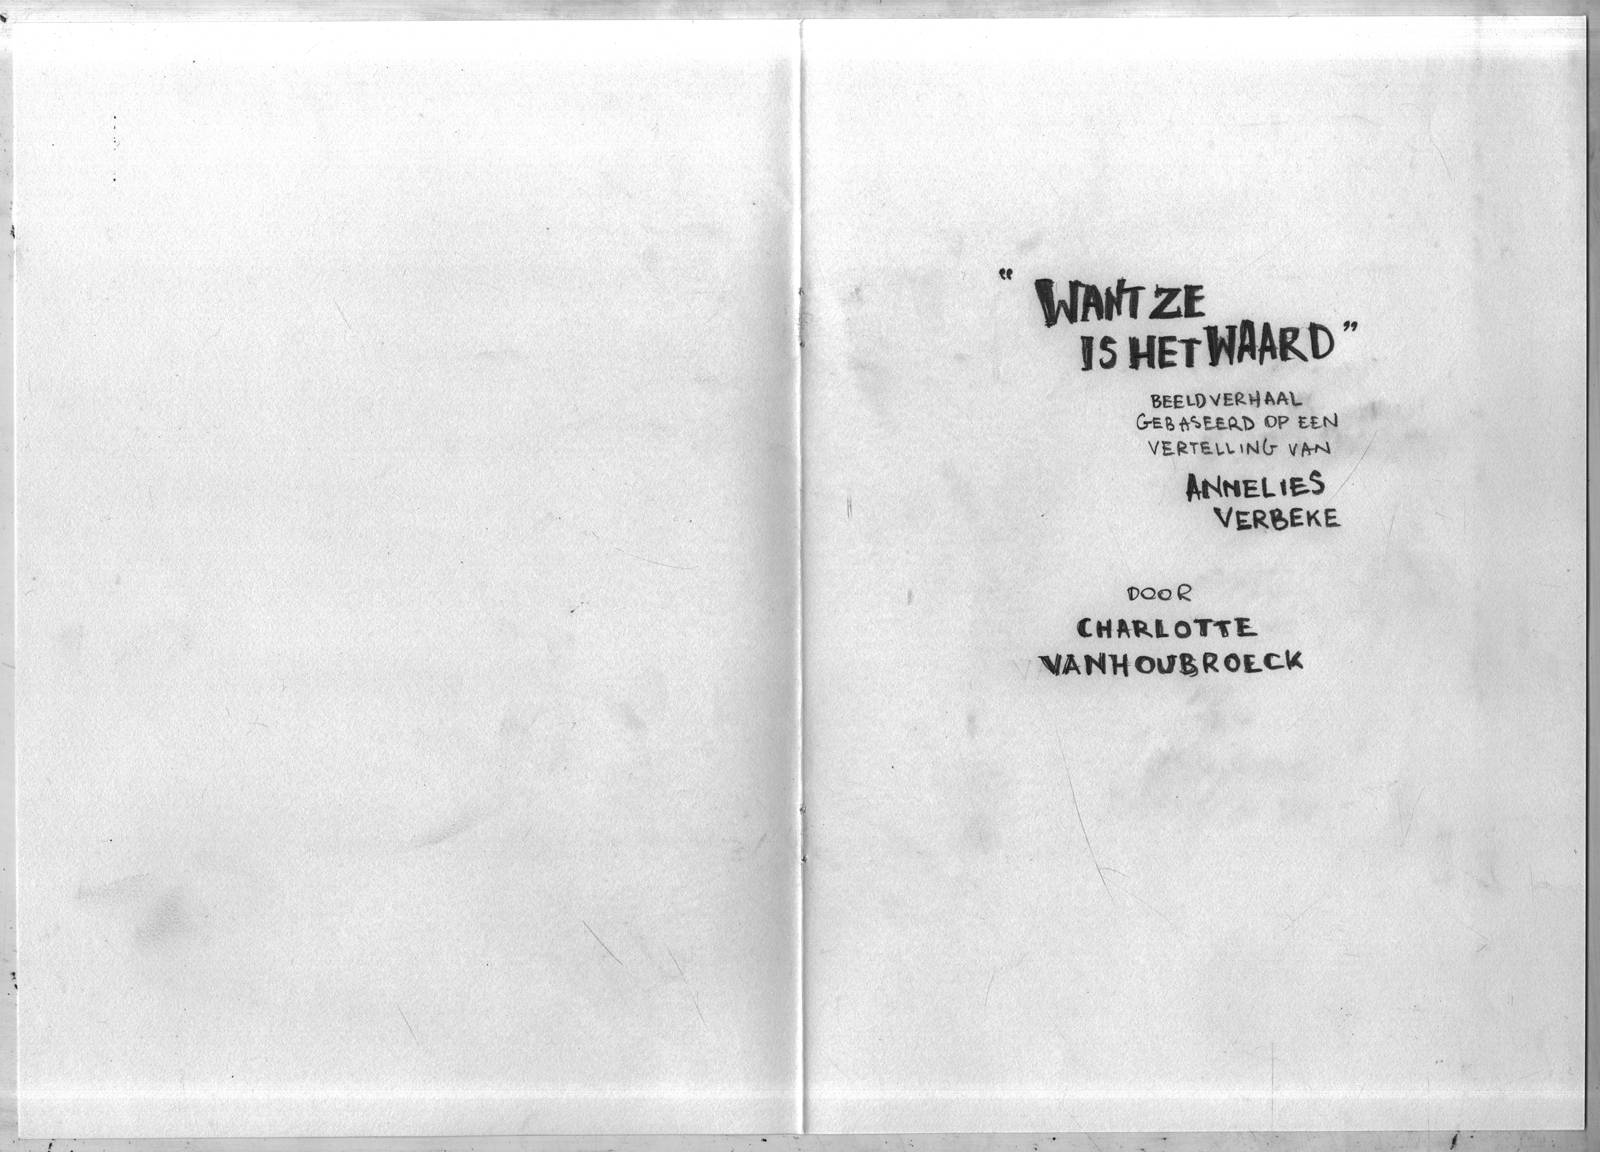 “WANT ZE
IS HET WAARD”
BEELDVERHAAL
GEBASEERD OP EEN
VERTELLING VAN
ANNELIES
VERBEKE
DOOR
CHARLOTTE
VANHOUBROECK